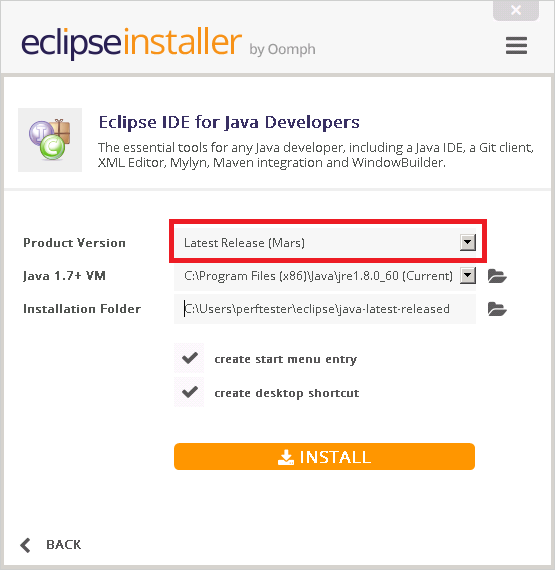 eclipseinstaller by Oomph
Eclipse IDE for Java Developers
The essential tools for any Java developer, including a Java IDE, a Git client,
XML Editor, Mylyn, Maven integration and WindowBuilder.
Product Version Latest Release (Mars)
Java 1.7+ VM C:\Program Files (x86)\Java\jre1.8.0_60 (Current)
Installation Folder C:\Users\perftester\eclipse\java-latest-released
create start menu entry
create desktop shortcut
INSTALL
BACK